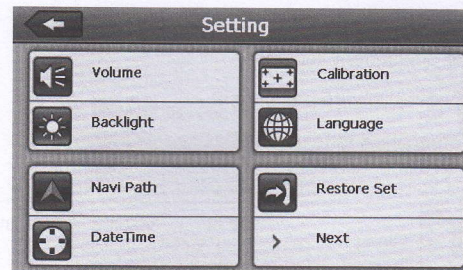 Setting
Volume
Backlight
Calibration
Language
Navi Path
DateTime
Restore Set
Next